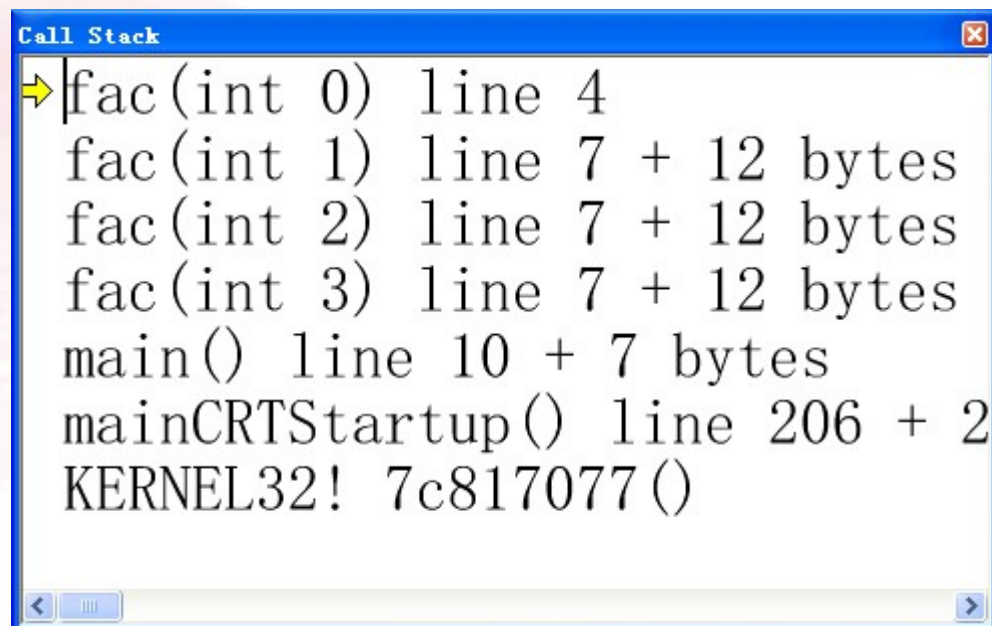 Call Stack
fac(int 0) line 4
fac(int 1) line 7 + 12 bytes
fac(int 2) line 7 + 12 bytes
fac(int 3) line 7 + 12 bytes
main() line 10 + 7 bytes
mainCRTStartup() line 206 + 2
KERNEL32! 7c817077()